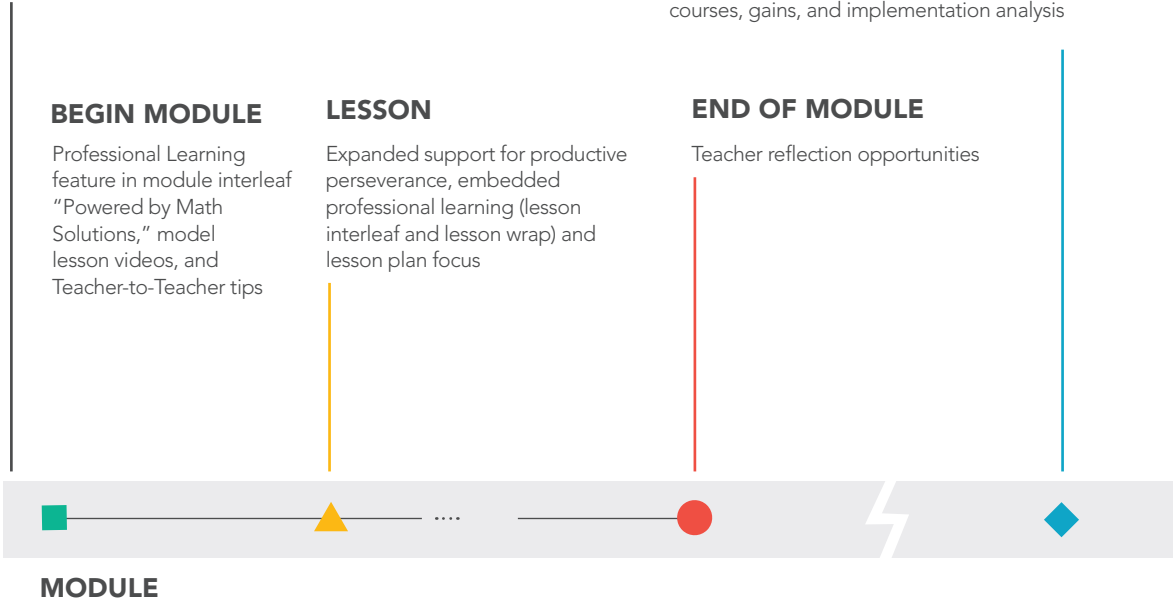 courses, gains, and implementation analysis
BEGIN MODULE
Professional Learning
feature in module interleaf
“Powered by Math
Solutions,” model
lesson videos, and
Teacher-to-Teacher tips
LESSON
Expanded support for productive
perseverance, embedded
professional learning (lesson
interleaf and lesson wrap) and
lesson plan focus
END OF MODULE
Teacher reflection opportunities
MODULE